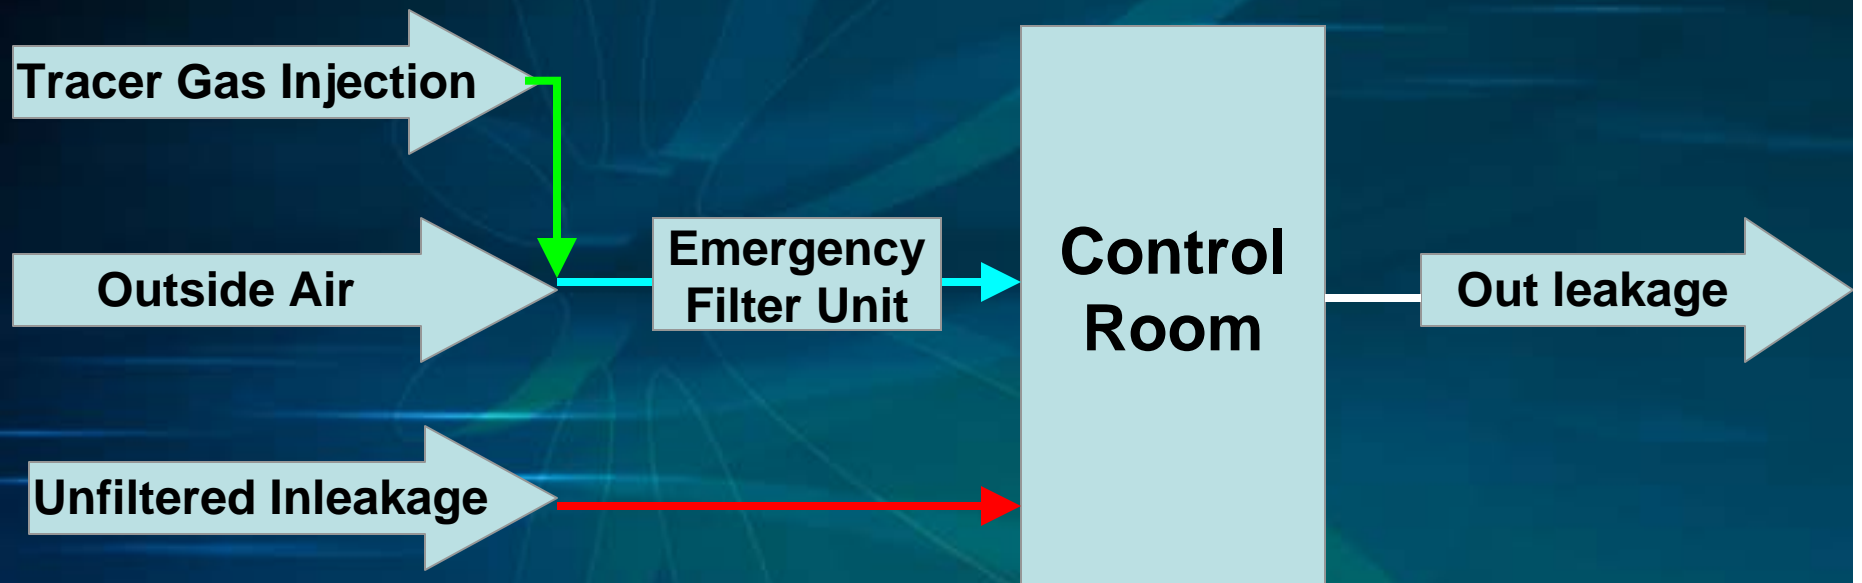 Tracer Gas Injection
Outside Air
Emergency
Filter Unit
Unfiltered Inleakage
Control
Room
Out leakage